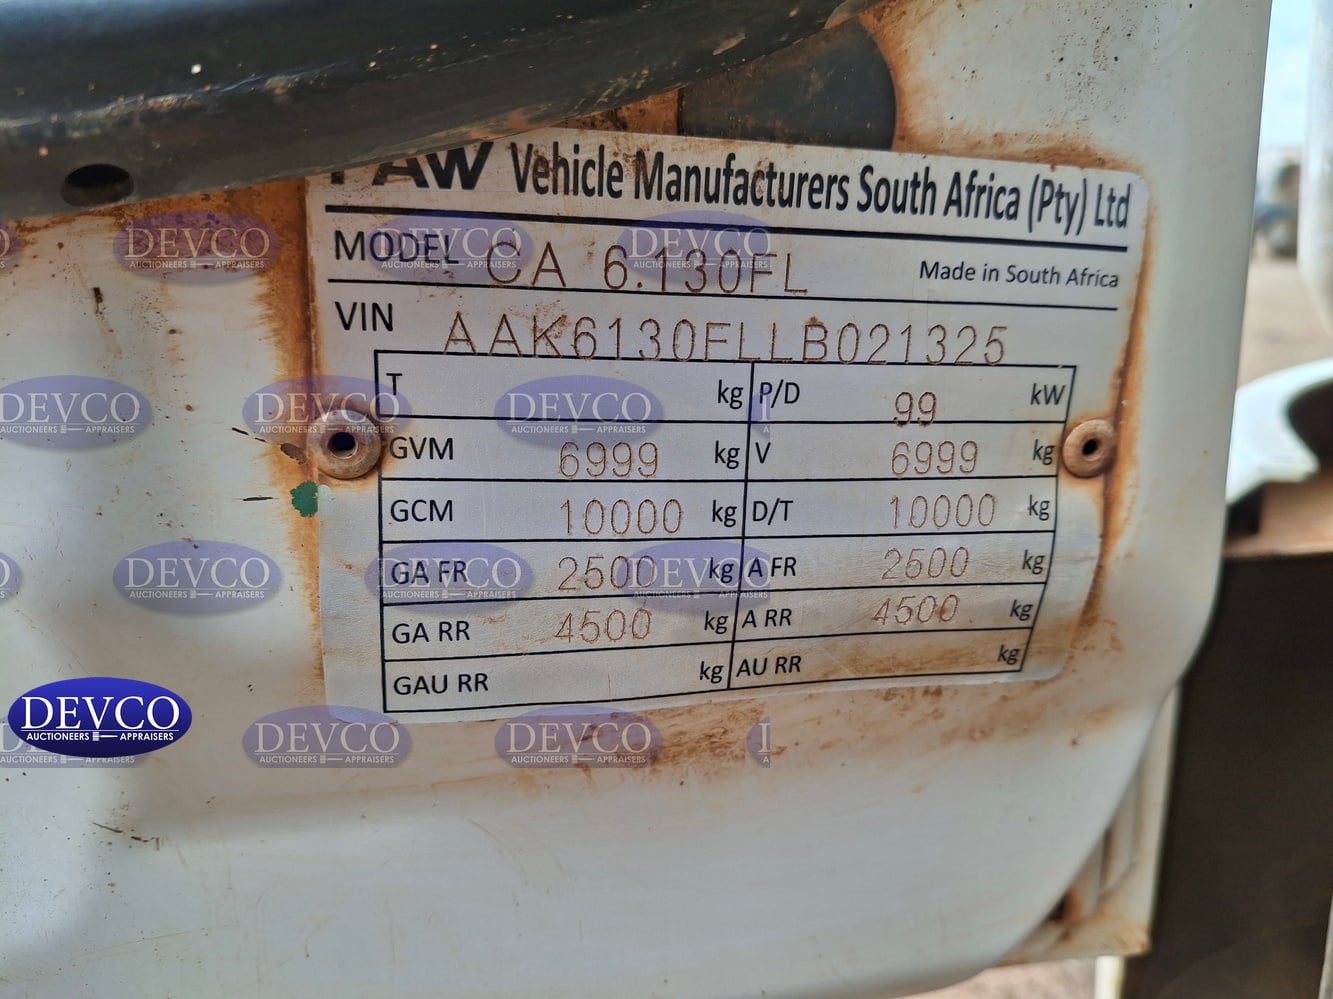 FAW Vehicle Manufacturers South Africa (Pty) Ltd
MODEL CA 6.130FL Made in South Africa
VIN AAK6130FLLB021325
T kg P/D 99 kW
GVM 6999 kg V 6999 kg
GCM 10000 kg D/T 10000 kg
GA FR 2500 kg A FR 2500 kg
GA RR 4500 kg A RR 4500 kg
GAU RR kg AU RR kg
DEVCO
AUCTIONEERS APPRAISERS